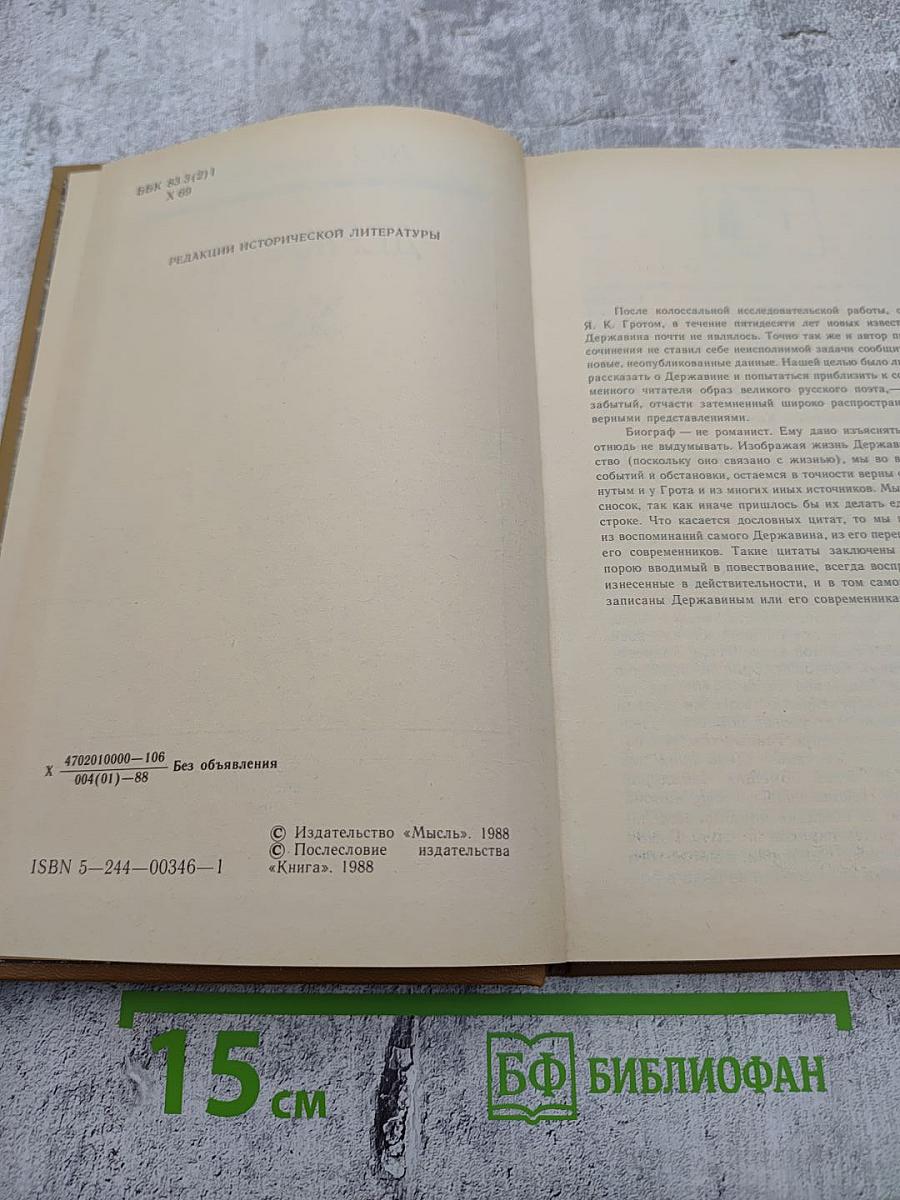 ББК 83.3(2)1
Х 69
РЕДАКЦИИ ИСТОРИЧЕСКОЙ ЛИТЕРАТУРЫ
Х 4702010000—106
004(01)—88 Без объявления
ISBN 5—244—00346—1
© Издательство «Мысль». 1988
© Послесловие издательства
«Книга». 1988
После колоссальной исследовательской работы,
Я. К. Гротом, в течение пятидесяти лет новых извест
Державина почти не являлось. Точно так же и автор
сочинения не ставил себе неисполнимой задачи сообщи
новые, неопубликованные данные. Нашей целью было
рассказать о Державине и попытаться приблизить к
менного читателя образ великого русского поэта,—
забытый, отчасти затемненный широко распростран
верными представлениями.
Биограф — не романист. Ему дано изъяснять
отнюдь не выдумывать. Изображая жизнь Держав
ство (поскольку оно связано с жизнью), мы во
событий и обстановки, остаемся в точности верны
нутым и у Грота и из многих иных источников. Мы
сносок, так как иначе пришлось бы их делать
строке. Что касается дословных цитат, то мы
из воспоминаний самого Державина, из его пере
его современников. Такие цитаты заключены
порою вводимый в повествование, всегда воспр
изнесенные в действительности, и в том само
записаны Державиным или его современника
15 см
БФ БИБЛИОФАН